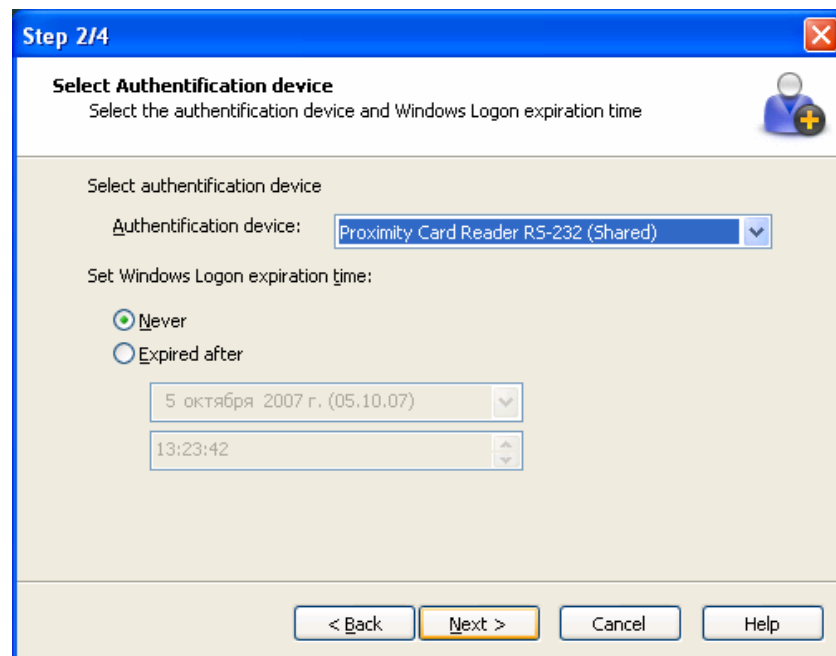 Step 2/4
Select Authentification device
Select the authentification device and Windows Logon expiration time
Select authentification device
Authentification device: Proximity Card Reader RS-232 (Shared)
Set Windows Logon expiration time:
Never
Expired after
5 октября 2007 г. (05.10.07)
13:23:42
< Back Next > Cancel Help